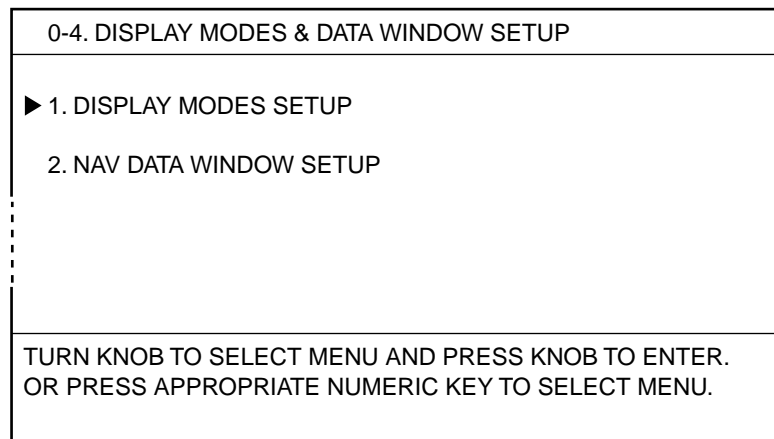 0-4. DISPLAY MODES & DATA WINDOW SETUP
▶ 1. DISPLAY MODES SETUP
2. NAV DATA WINDOW SETUP
TURN KNOB TO SELECT MENU AND PRESS KNOB TO ENTER.
OR PRESS APPROPRIATE NUMERIC KEY TO SELECT MENU.